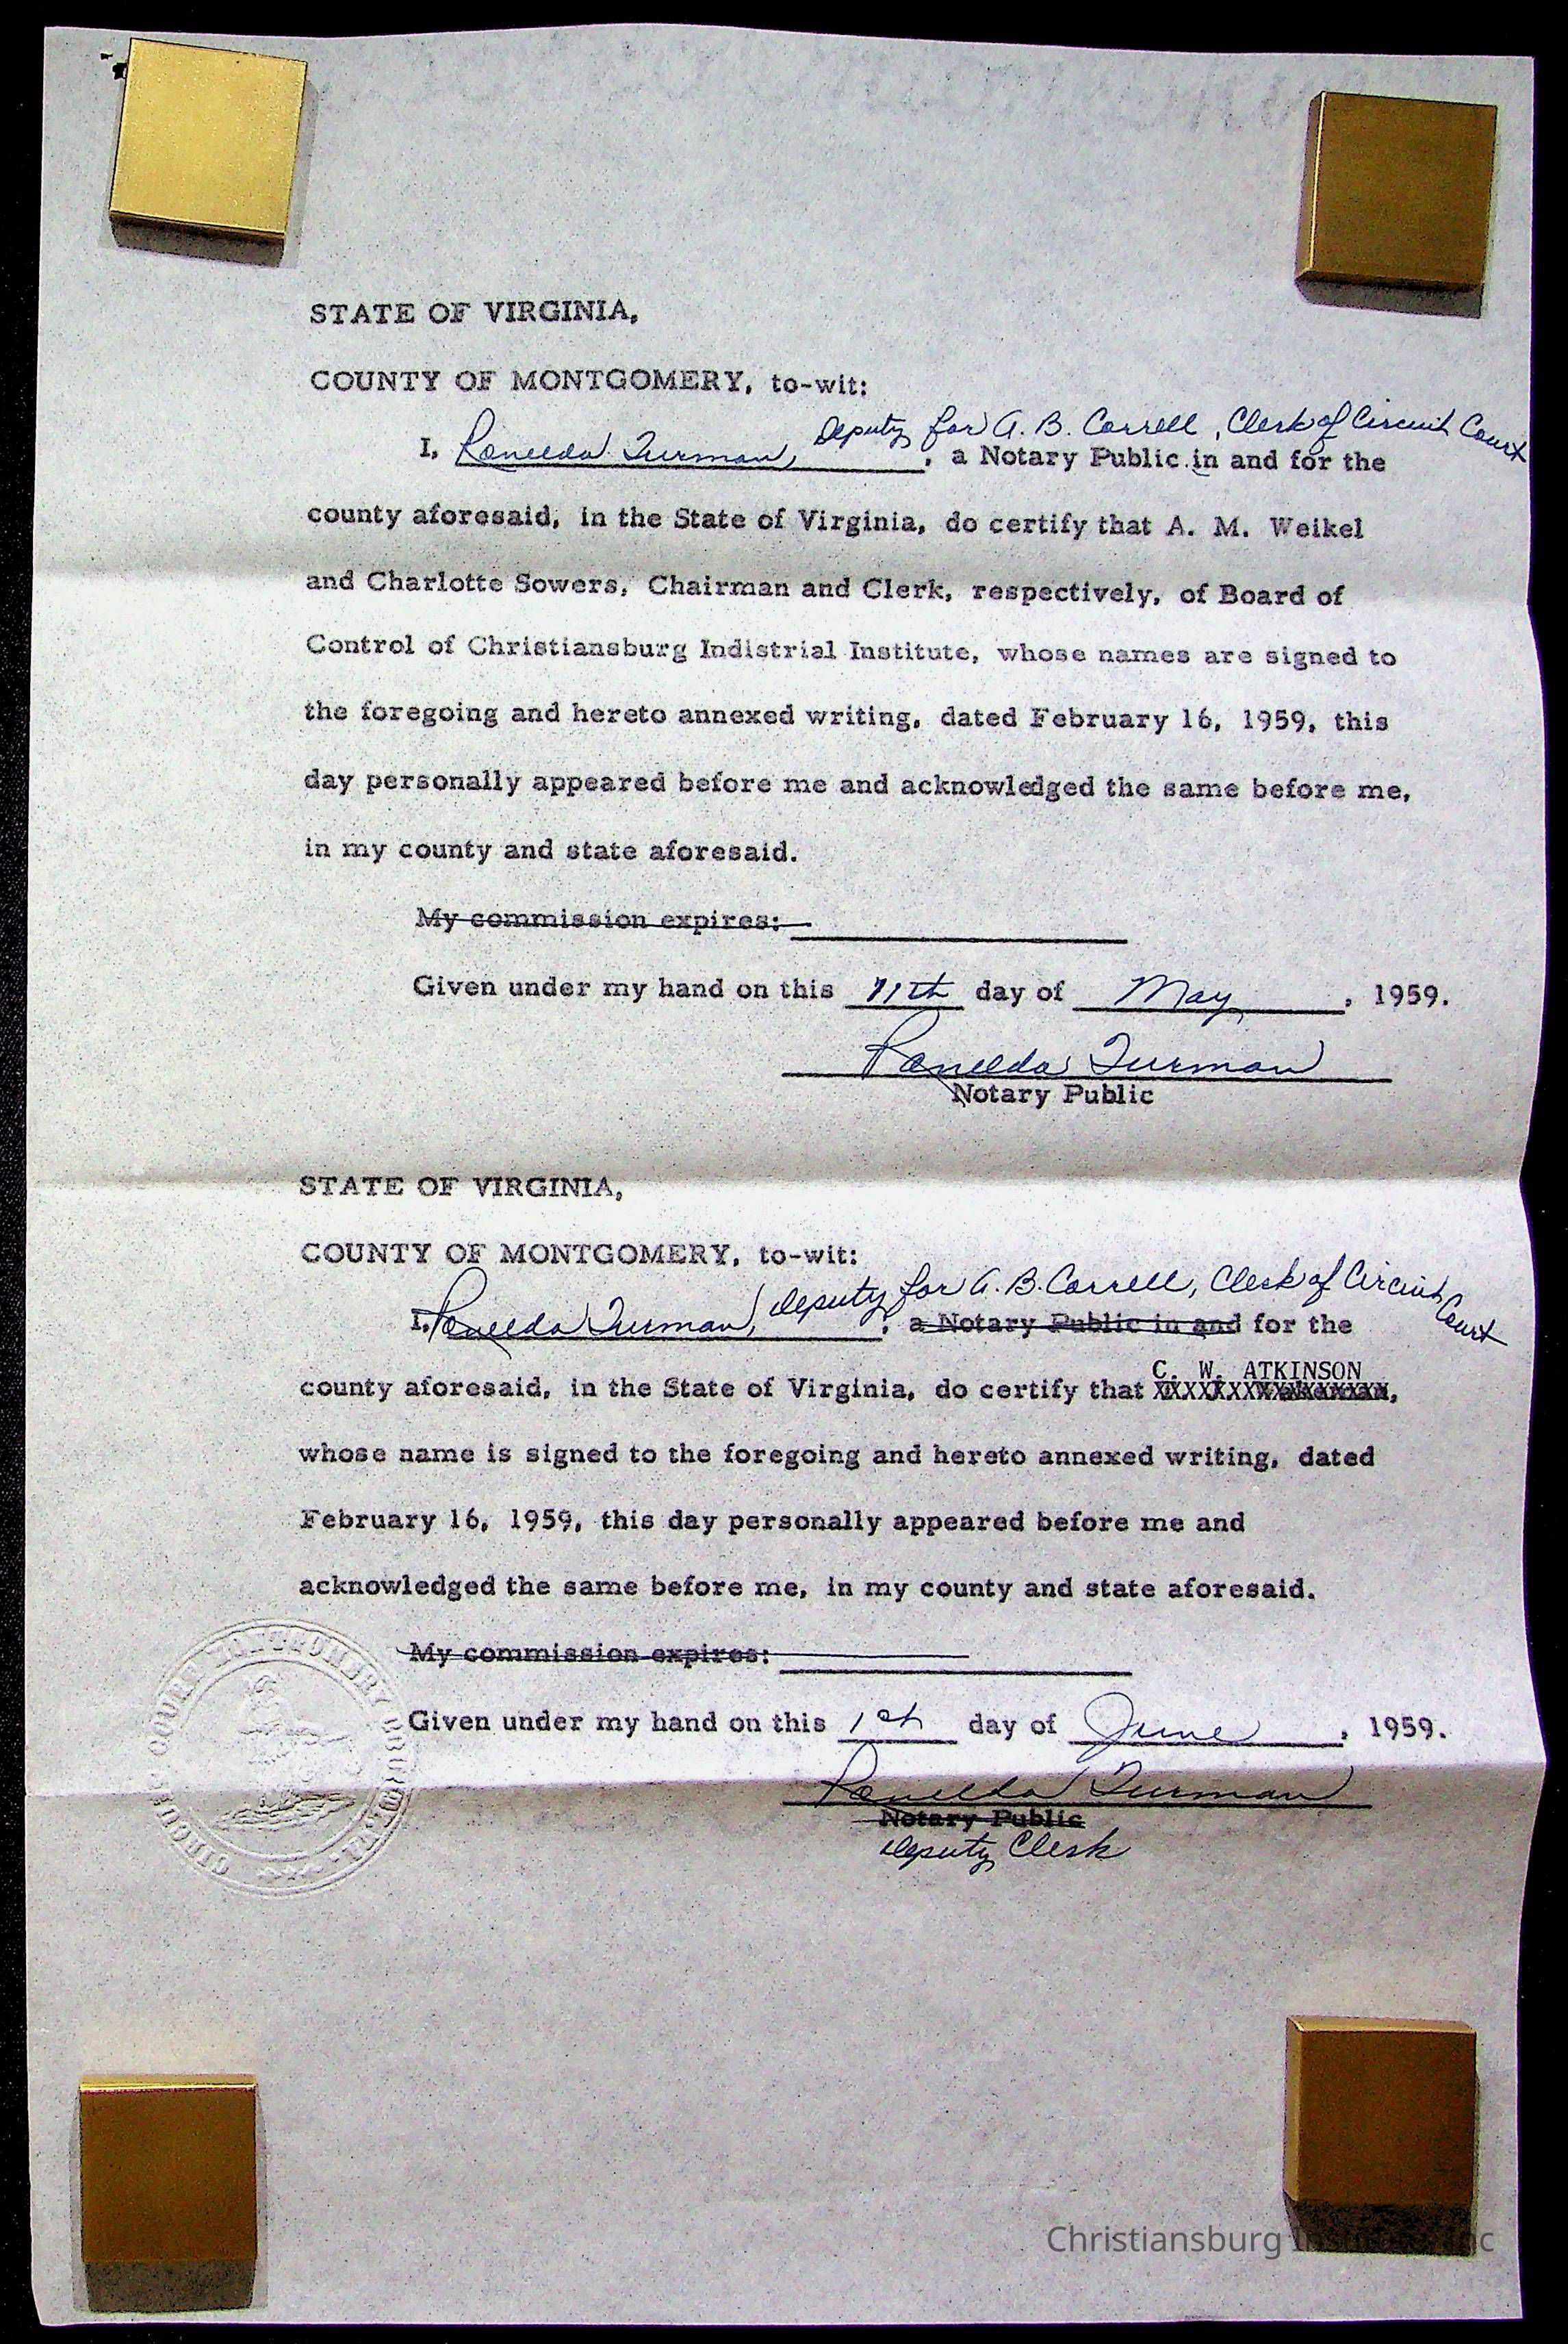 STATE OF VIRGINIA,
COUNTY OF MONTGOMERY, to-wit:
Deputy for A. B. Correll, Clerk of Circuit Court
I, Ronelda Turman, , a Notary Public in and for the
county aforesaid, in the State of Virginia, do certify that A. M. Weikel
and Charlotte Sowers, Chairman and Clerk, respectively, of Board of
Control of Christiansburg Indistrial Institute, whose names are signed to
the foregoing and hereto annexed writing, dated February 16, 1959, this
day personally appeared before me and acknowledged the same before me,
in my county and state aforesaid.
My commission expires:
Given under my hand on this 11th day of May, 1959.
Ronelda Turman
Notary Public
STATE OF VIRGINIA,
COUNTY OF MONTGOMERY, to-wit:
Deputy for A. B. Correll, Clerk of Circuit Court
I, Ronelda Turman, , a Notary Public in and for the
C. W. ATKINSON
county aforesaid, in the State of Virginia, do certify that
whose name is signed to the foregoing and hereto annexed writing, dated
February 16, 1959, this day personally appeared before me and
acknowledged the same before me, in my county and state aforesaid.
My commission expires:
Given under my hand on this 1st day of June, 1959.
Ronelda Turman
Notary Public
Deputy Clerk
Christiansburg Institute, Inc